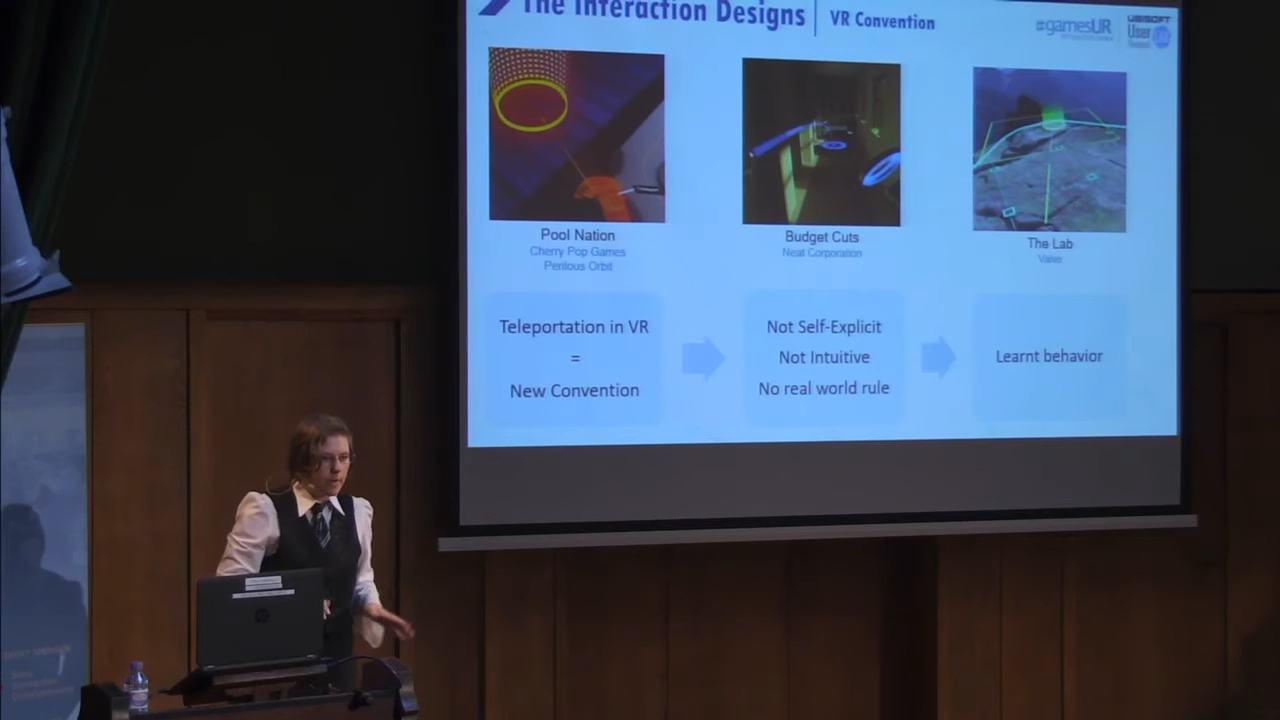 The Interaction Designs | VR Convention
#gamesUR
UBISOFT
User
Pool Nation
Cherry Pop Games
Perilous Orbit
Budget Cuts
Neat Corporation
The Lab
Valve
Teleportation in VR
=
New Convention
Not Self-Explicit
Not Intuitive
No real world rule
Learnt behavior
hp